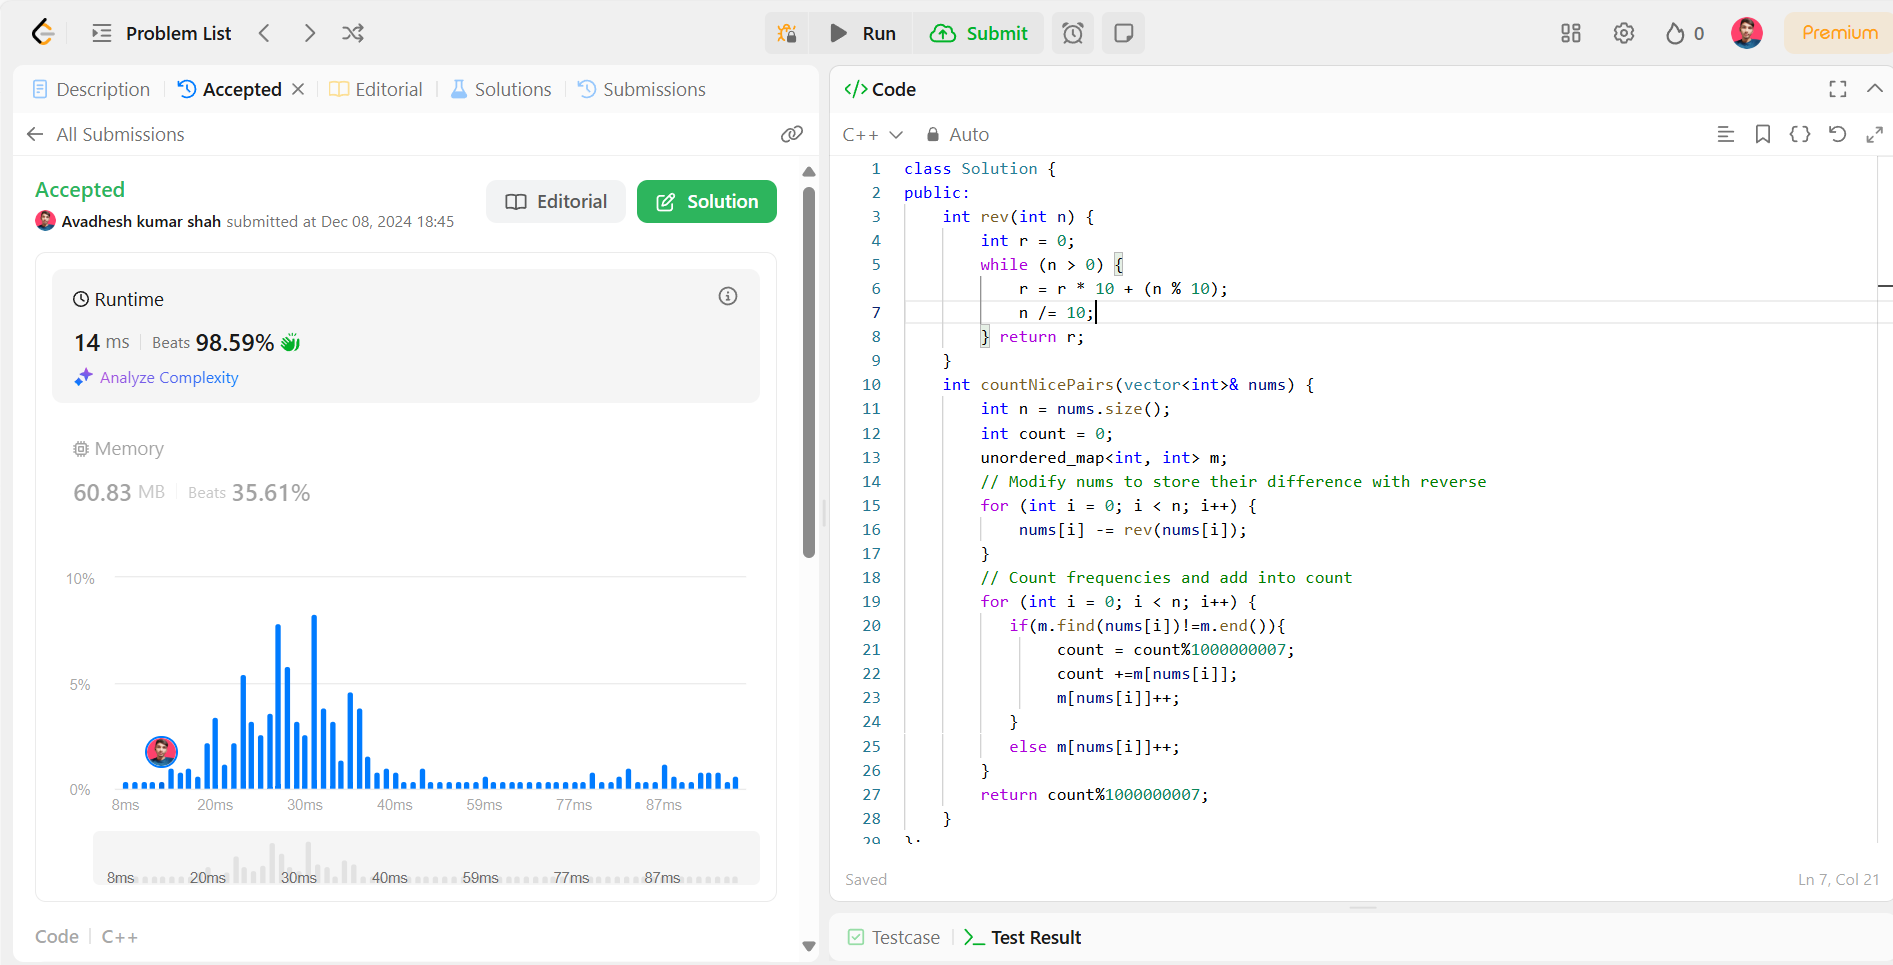 Problem List
Run
Submit
0
Premium
Description
Accepted
Editorial
Solutions
Submissions
All Submissions
Accepted
Avadhesh kumar shah submitted at Dec 08, 2024 18:45
Editorial
Solution
Runtime
14 ms
Beats 98.59%
Analyze Complexity
Memory
60.83 MB
Beats 35.61%
10%
5%
0%
8ms 20ms 30ms 40ms 59ms 77ms 87ms
8ms 20ms 30ms 40ms 59ms 77ms 87ms
Code
C++
</> Code
C++
Auto
1 class Solution {
2 public:
3 int rev(int n) {
4 int r = 0;
5 while (n > 0) {
6 r = r * 10 + (n % 10);
7 n /= 10;
8 } return r;
9 }
10 int countNicePairs(vector<int>& nums) {
11 int n = nums.size();
12 int count = 0;
13 unordered_map<int, int> m;
14 // Modify nums to store their difference with reverse
15 for (int i = 0; i < n; i++) {
16 nums[i] -= rev(nums[i]);
17 }
18 // Count frequencies and add into count
19 for (int i = 0; i < n; i++) {
20 if(m.find(nums[i])!=m.end()){
21 count = count%1000000007;
22 count +=m[nums[i]];
23 m[nums[i]]++;
24 }
25 else m[nums[i]]++;
26 }
27 return count%1000000007;
28 }
29 };
Saved
Ln 7, Col 21
Testcase
Test Result